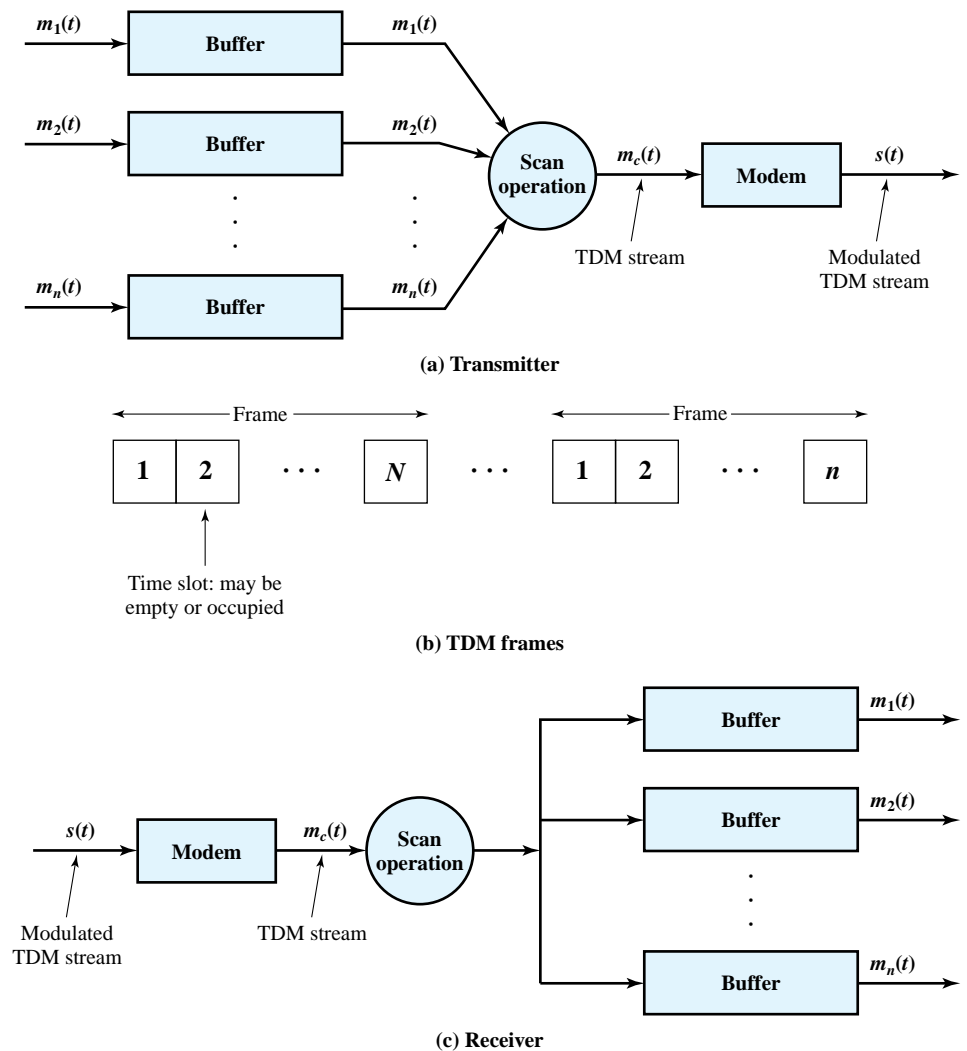 m1(t) Buffer m1(t)
m2(t) Buffer m2(t)
Scan
operation
mc(t) Modem s(t)
TDM stream
Modulated
TDM stream
mn(t) Buffer mn(t)
(a) Transmitter
Frame Frame
1 2 · · · N · · · 1 2 · · · n
Time slot: may be
empty or occupied
(b) TDM frames
Buffer m1(t)
Buffer m2(t)
s(t) Modem mc(t)
Scan
operation
Modulated
TDM stream
TDM stream
Buffer mn(t)
(c) Receiver